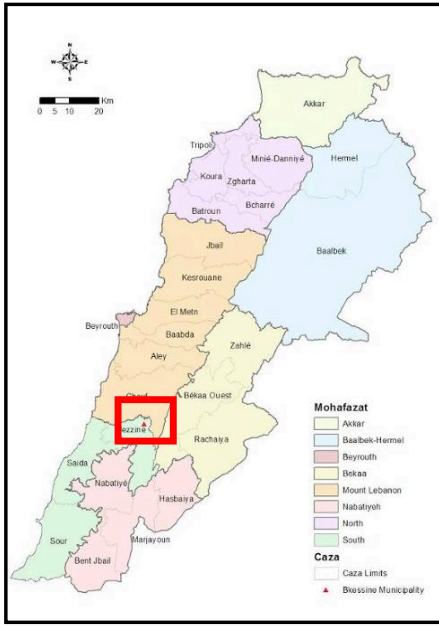 N
W E
S
Km
0 5 10 20
Akkar
Tripoli
Minié-Danniyé
Hermel
Koura
Zgharta
Bcharré
Batroun
Jbail
Kesrouane
Baalbek
El Metn
Beyrouth
Baabda
Zahlé
Aley
Chouf
Békaa Ouest
Jezzine
Rachaiya
Saida
Nabatiyé
Hasbaiya
Sour
Marjayoun
Bent Jbail
Mohafazat
Akkar
Baalbek-Hermel
Beyrouth
Bekaa
Mount Lebanon
Nabatiyeh
North
South
Caza
Caza Limits
Bkessine Municipality